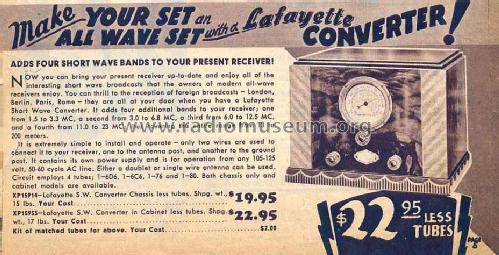 Make YOUR SET an
ALL WAVE SET with a Lafayette CONVERTER!
ADDS FOUR SHORT WAVE BANDS TO YOUR PRESENT RECEIVER!
NOW you can bring your present receiver up-to-date and enjoy all of the
interesting short wave broadcasts that the owners of modern all-wave
receivers enjoy. You can thrill to the reception of foreign broadcasts — London,
Berlin, Paris, Rome — they are all at your door when you have a Lafayette
Short Wave Converter. It adds four additional bands to your receiver; one
from 1.5 to 3.3 MC, a second from 3.0 to 6.8 MC, a third from 6.0 to 12.5 MC,
and a fourth from 11.0 to 23 MC
200 meters.
It is extremely simple to install and operate — only two wires are used to
connect it to your receiver, one to the antenna post, and another to the ground
post. It contains its own power supply and is for operation from any 105-125
volt, 50-60 cycle AC line. Either a doublet or single wire antenna can be used.
Circuit employs 4 tubes; 1—6D6, 1—6C6, 1—76 and 1—80. Both chassis only and
cabinet models are available.
Lafayette S.W. Converter Chassis less tubes. Shpg. wt.,
15 lbs. Your Cost $19.95
Lafayette S.W. Converter in Cabinet less tubes. Shpg.
wt., 17 lbs. Your Cost $22.95
Kit of matched tubes for above. Your Cost
www.radiomuseum.org
$22.95 LESS
TUBES
page